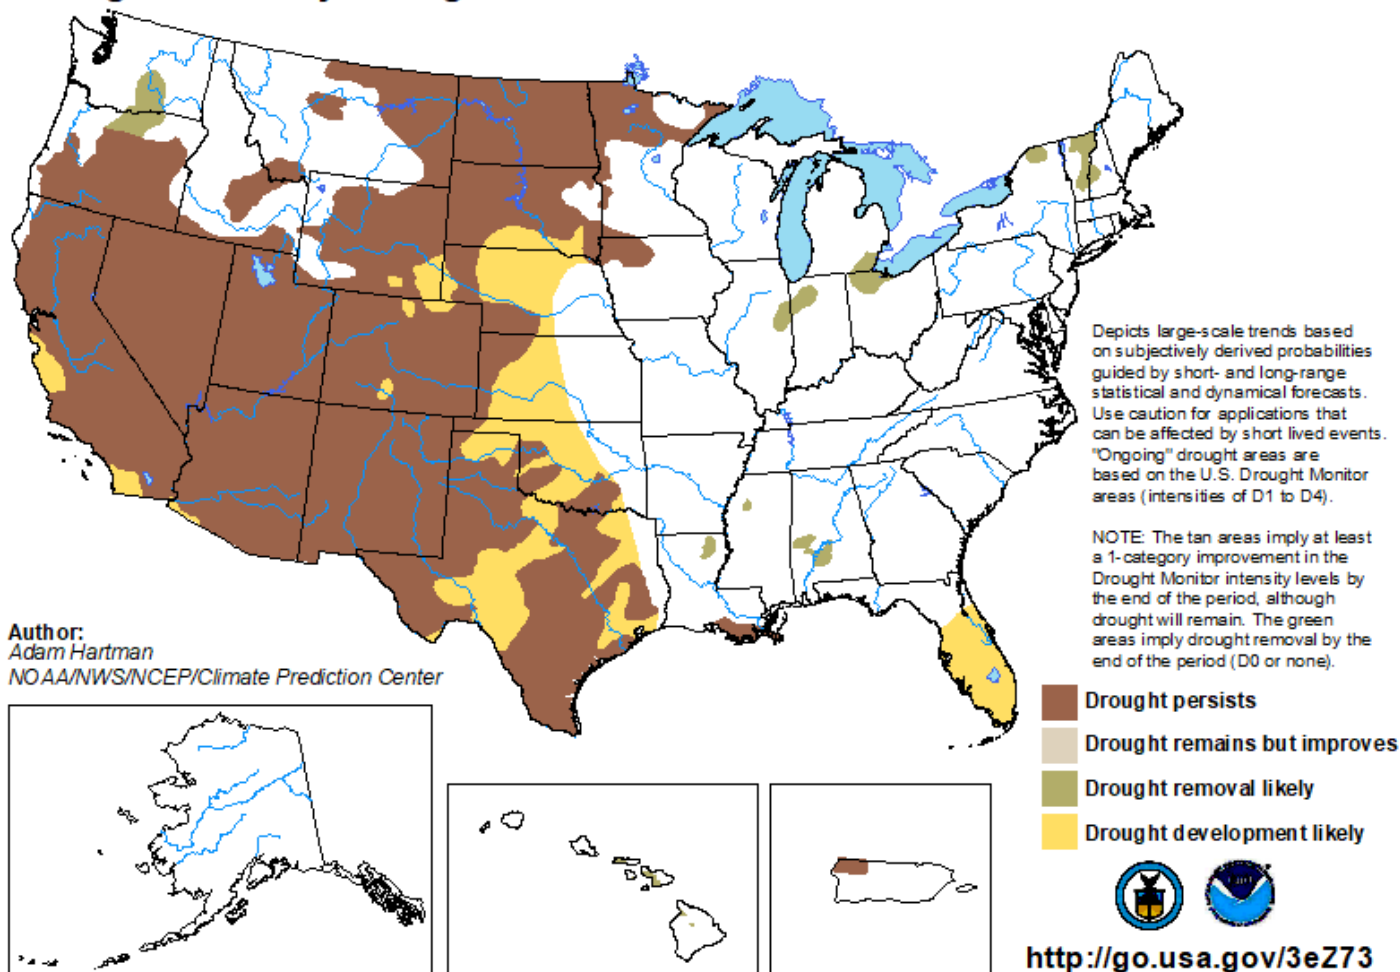 Depicts large-scale trends based
on subjectively derived probabilities
guided by short- and long-range
statistical and dynamical forecasts.
Use caution for applications that
can be affected by short lived events.
"Ongoing" drought areas are
based on the U.S. Drought Monitor
areas (intensities of D1 to D4).
NOTE: The tan areas imply at least
a 1-category improvement in the
Drought Monitor intensity levels by
the end of the period, although
drought will remain. The green
areas imply drought removal by the
end of the period (D0 or none).
Author:
Adam Hartman
NOAA/NWS/NCEP/Climate Prediction Center
Drought persists
Drought remains but improves
Drought removal likely
Drought development likely
http://go.usa.gov/3eZ73